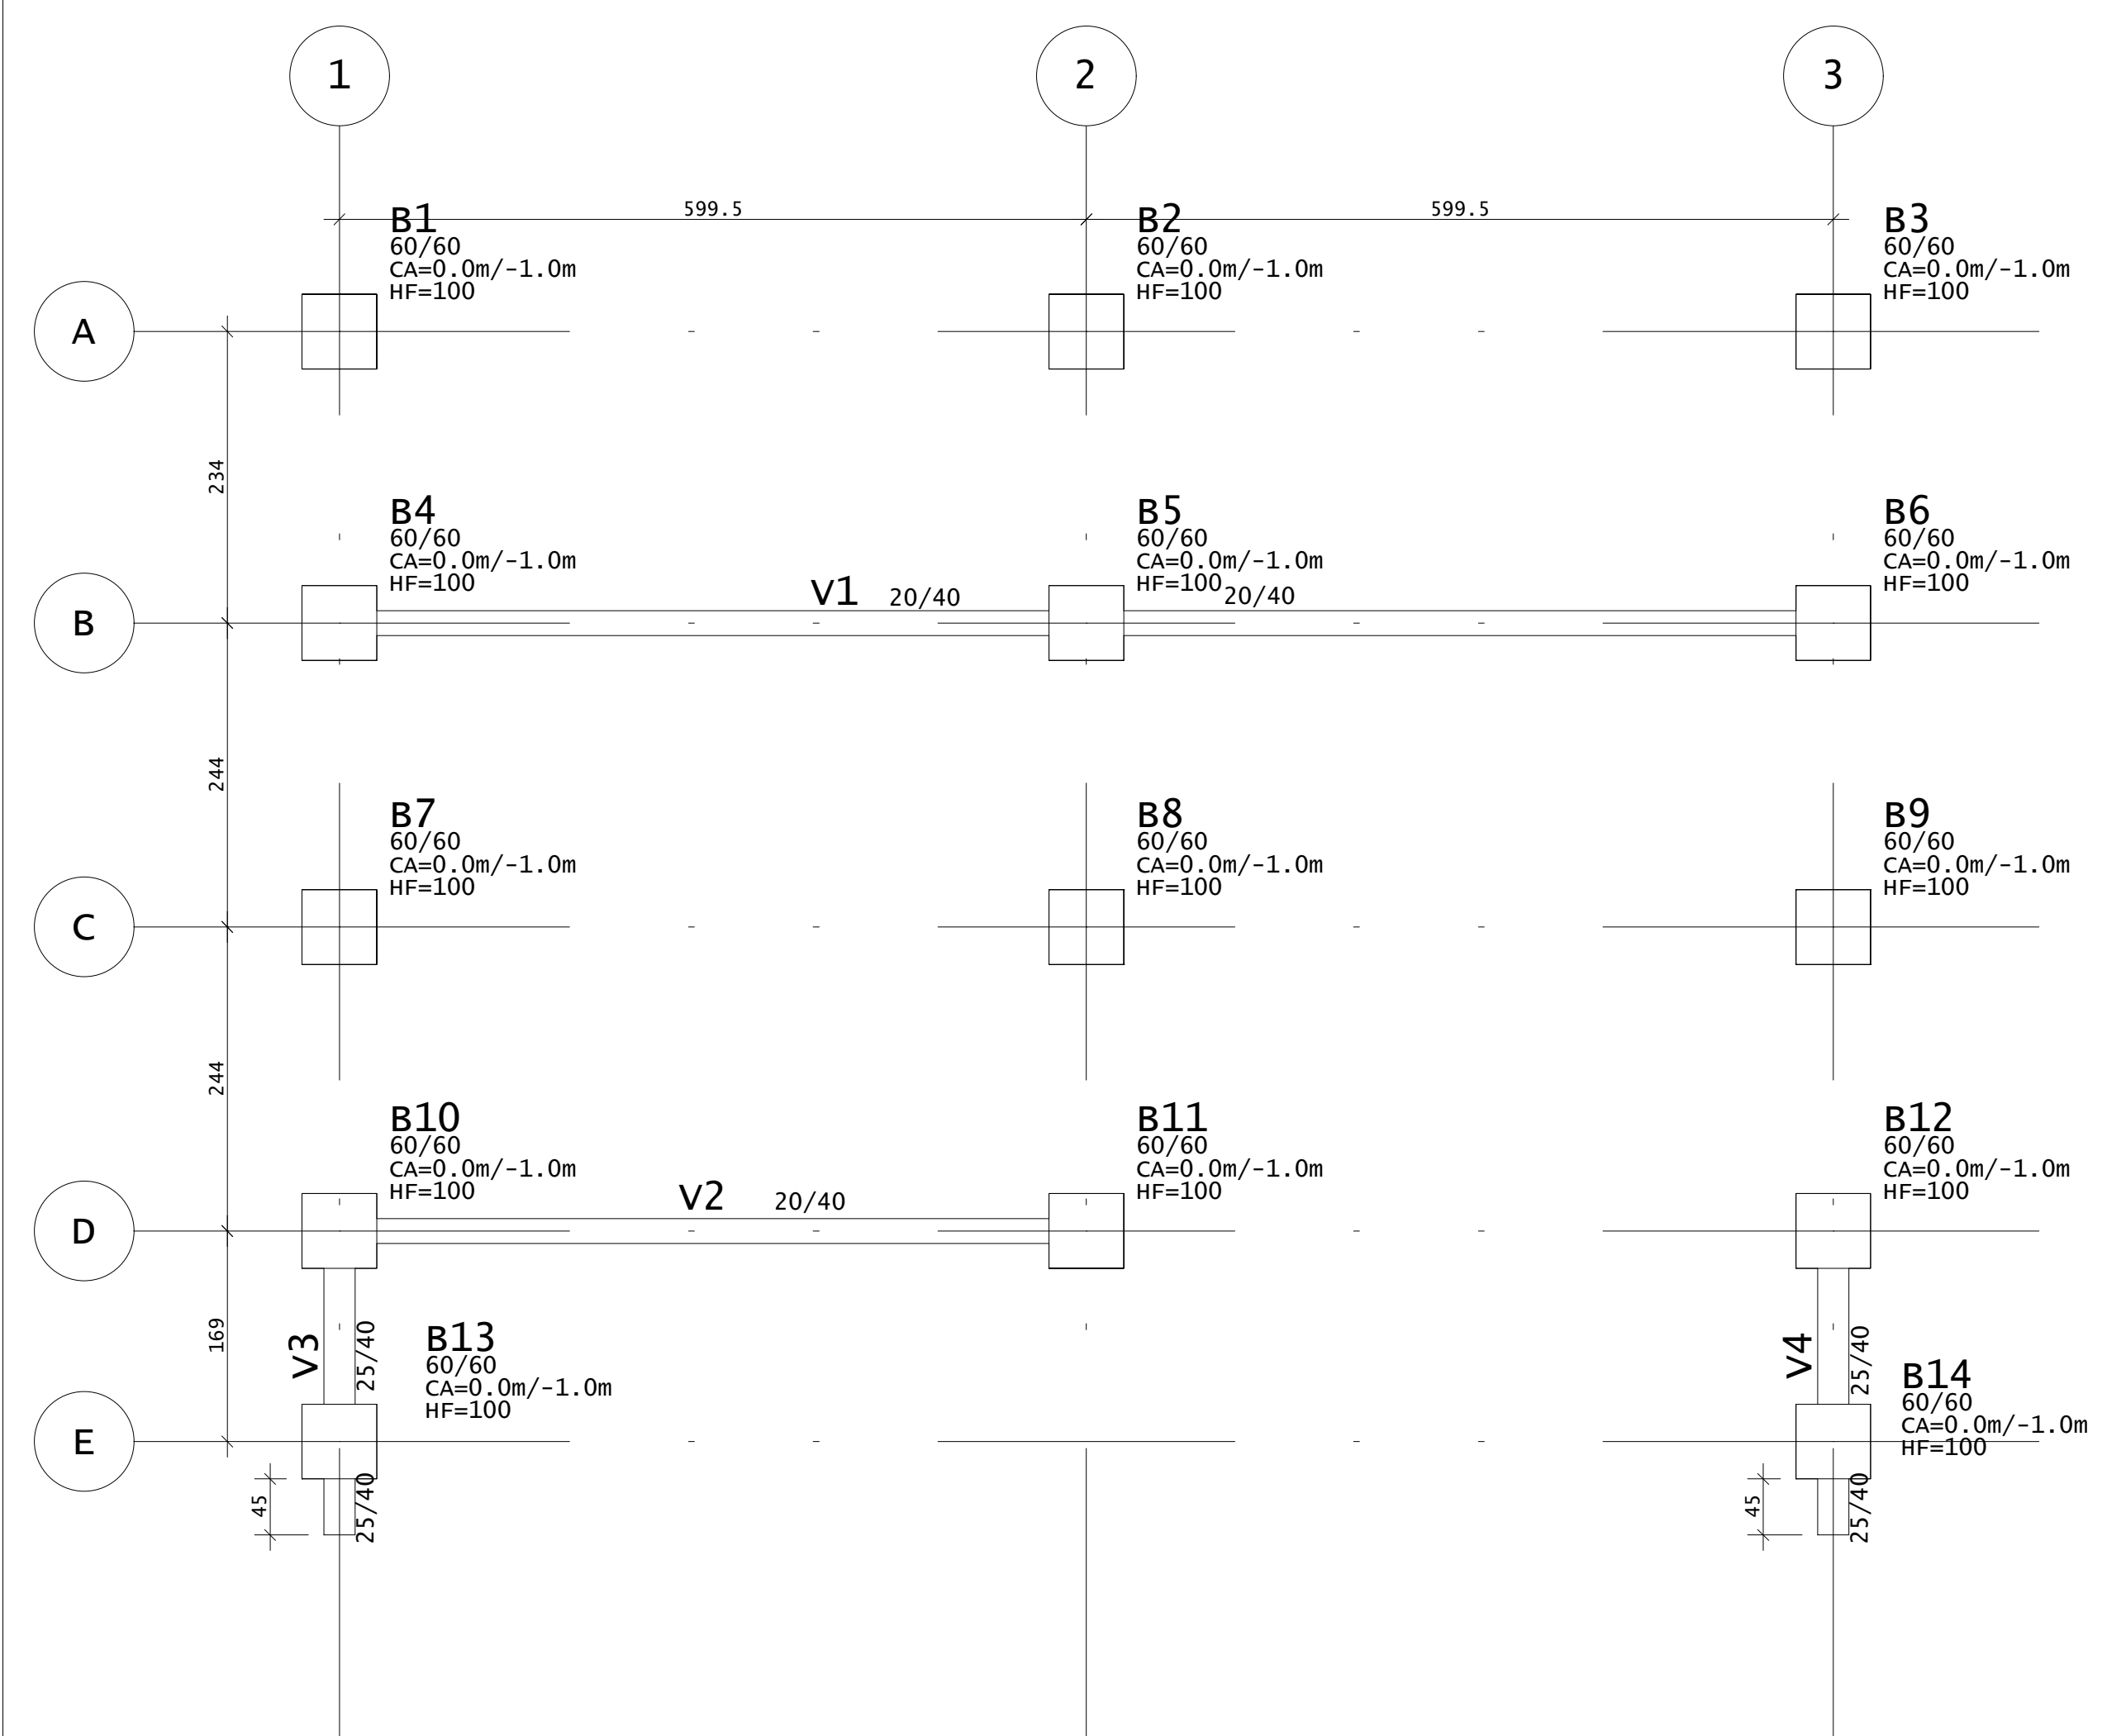 1
2
3
599.5
599.5
B1
60/60
CA=0.0m/-1.0m
HF=100
B2
60/60
CA=0.0m/-1.0m
HF=100
B3
60/60
CA=0.0m/-1.0m
HF=100
A
234
B4
60/60
CA=0.0m/-1.0m
HF=100
V1 20/40
B5
60/60
CA=0.0m/-1.0m
HF=100
20/40
B6
60/60
CA=0.0m/-1.0m
HF=100
B
244
B7
60/60
CA=0.0m/-1.0m
HF=100
B8
60/60
CA=0.0m/-1.0m
HF=100
B9
60/60
CA=0.0m/-1.0m
HF=100
C
244
B10
60/60
CA=0.0m/-1.0m
HF=100
V2 20/40
B11
60/60
CA=0.0m/-1.0m
HF=100
B12
60/60
CA=0.0m/-1.0m
HF=100
D
169
V3
25/40
B13
60/60
CA=0.0m/-1.0m
HF=100
V4
25/40
B14
60/60
CA=0.0m/-1.0m
HF=100
E
45
25/40
45
25/40